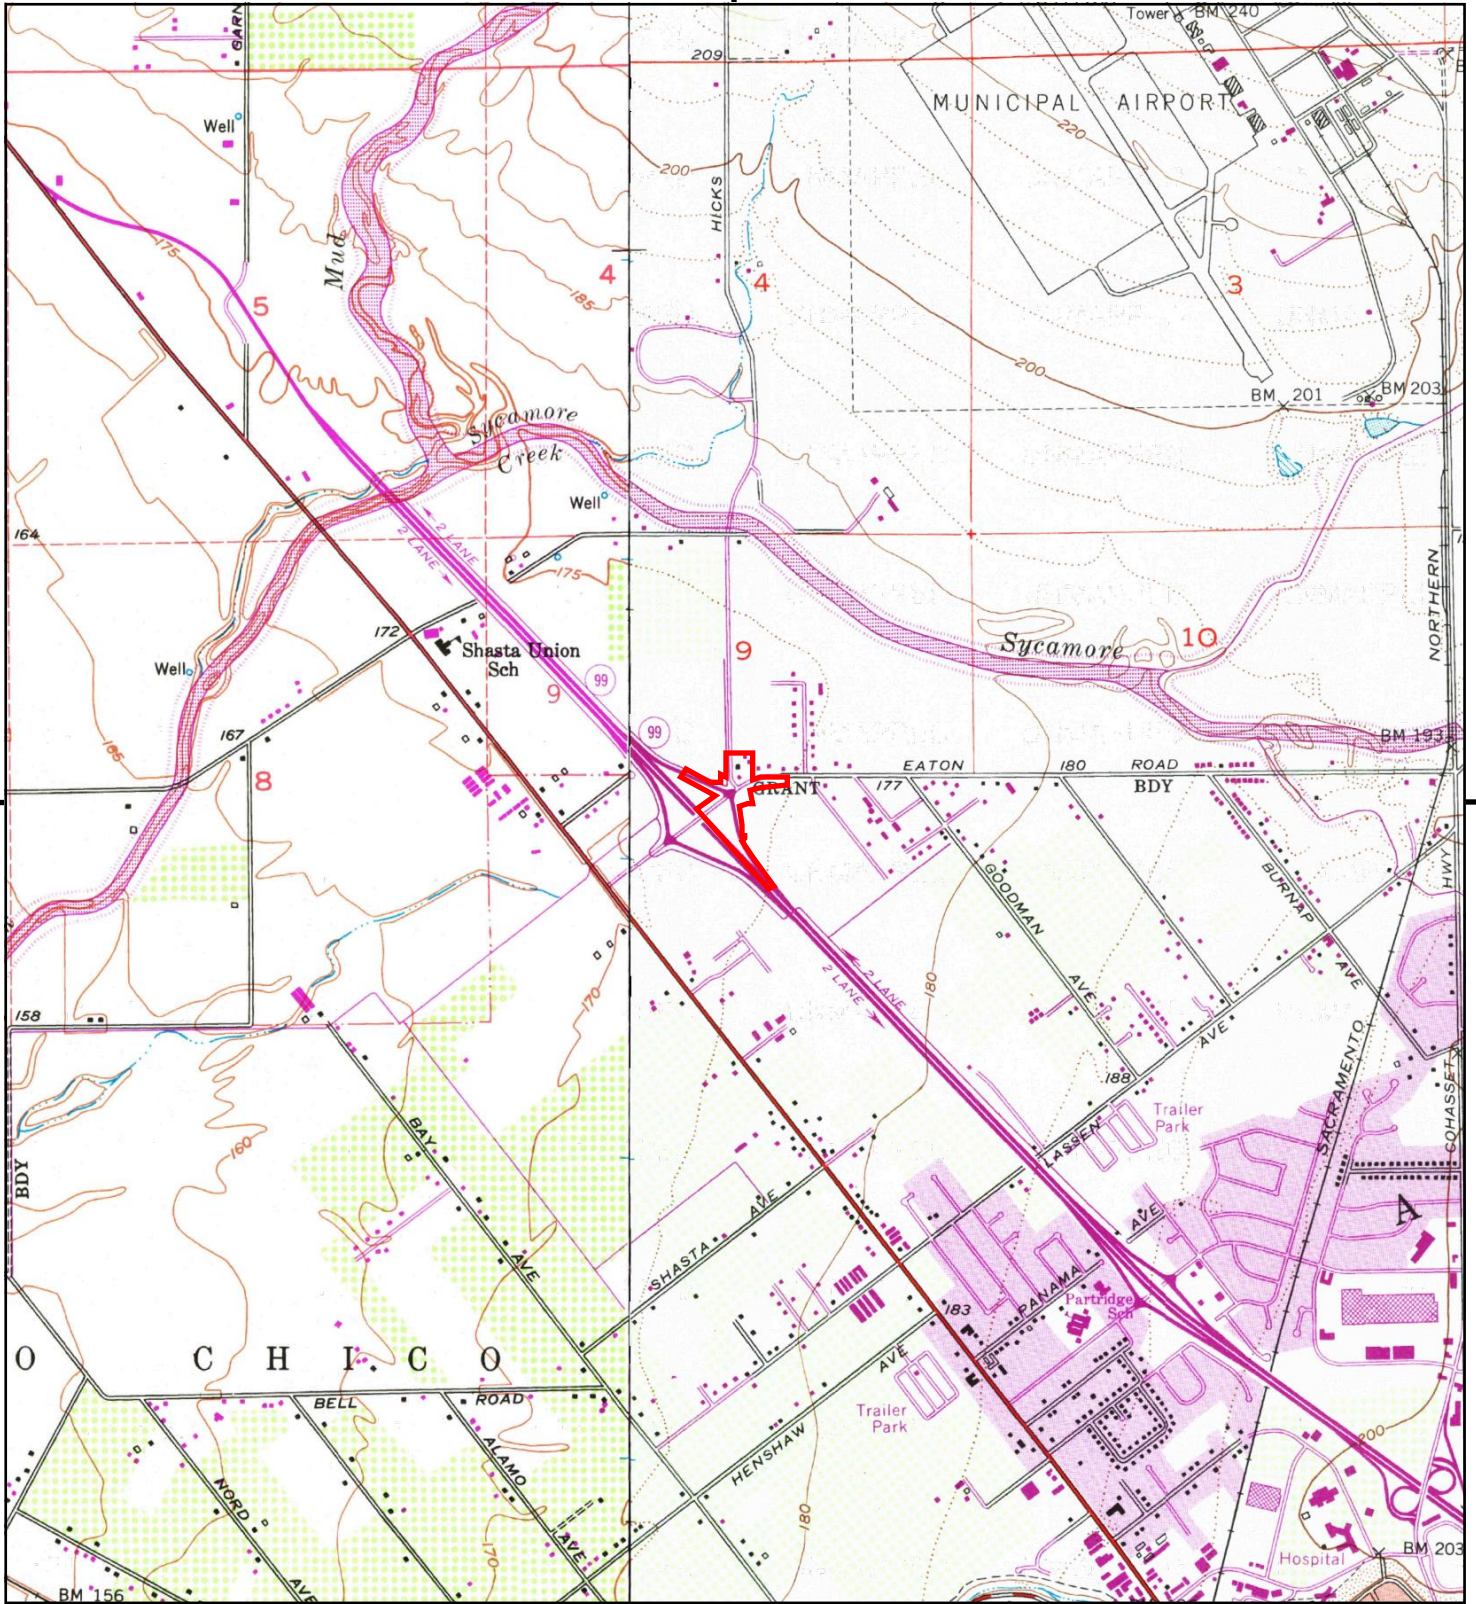 Tower
BM 240
GARN
209
MUNICIPAL AIRPORT
Well
220
200
HICKS
Mud
175
4
4
3
5
185
200
BM 201
BM 203
Sycamore
Creek
Well
164
2 LANE
2 LANE
175
NORTHERN
172
Shasta Union
Sch
Sycamore
10
9
Well
99
9
99
167
165
BM 193
8
EATON
180
ROAD
GRANT
177
BDY
GOODMAN
BURNAP
HWY
2 LANE
2 LANE
180
AVE
AVE
170
158
AVE
SACRAMENTO
188
COHASSET
Trailer
Park
160
BAY
LASSEN
BDY
A
SHASTA
AVE
AVE
AVE
PANAMA
Partridge
Sch
183
O CHICO
AVE
BELL
ROAD
Trailer
Park
200
ALAMO
HENSHAW
NORD
180
170
AVE
BM 203
Hospital
BM 156
AVE